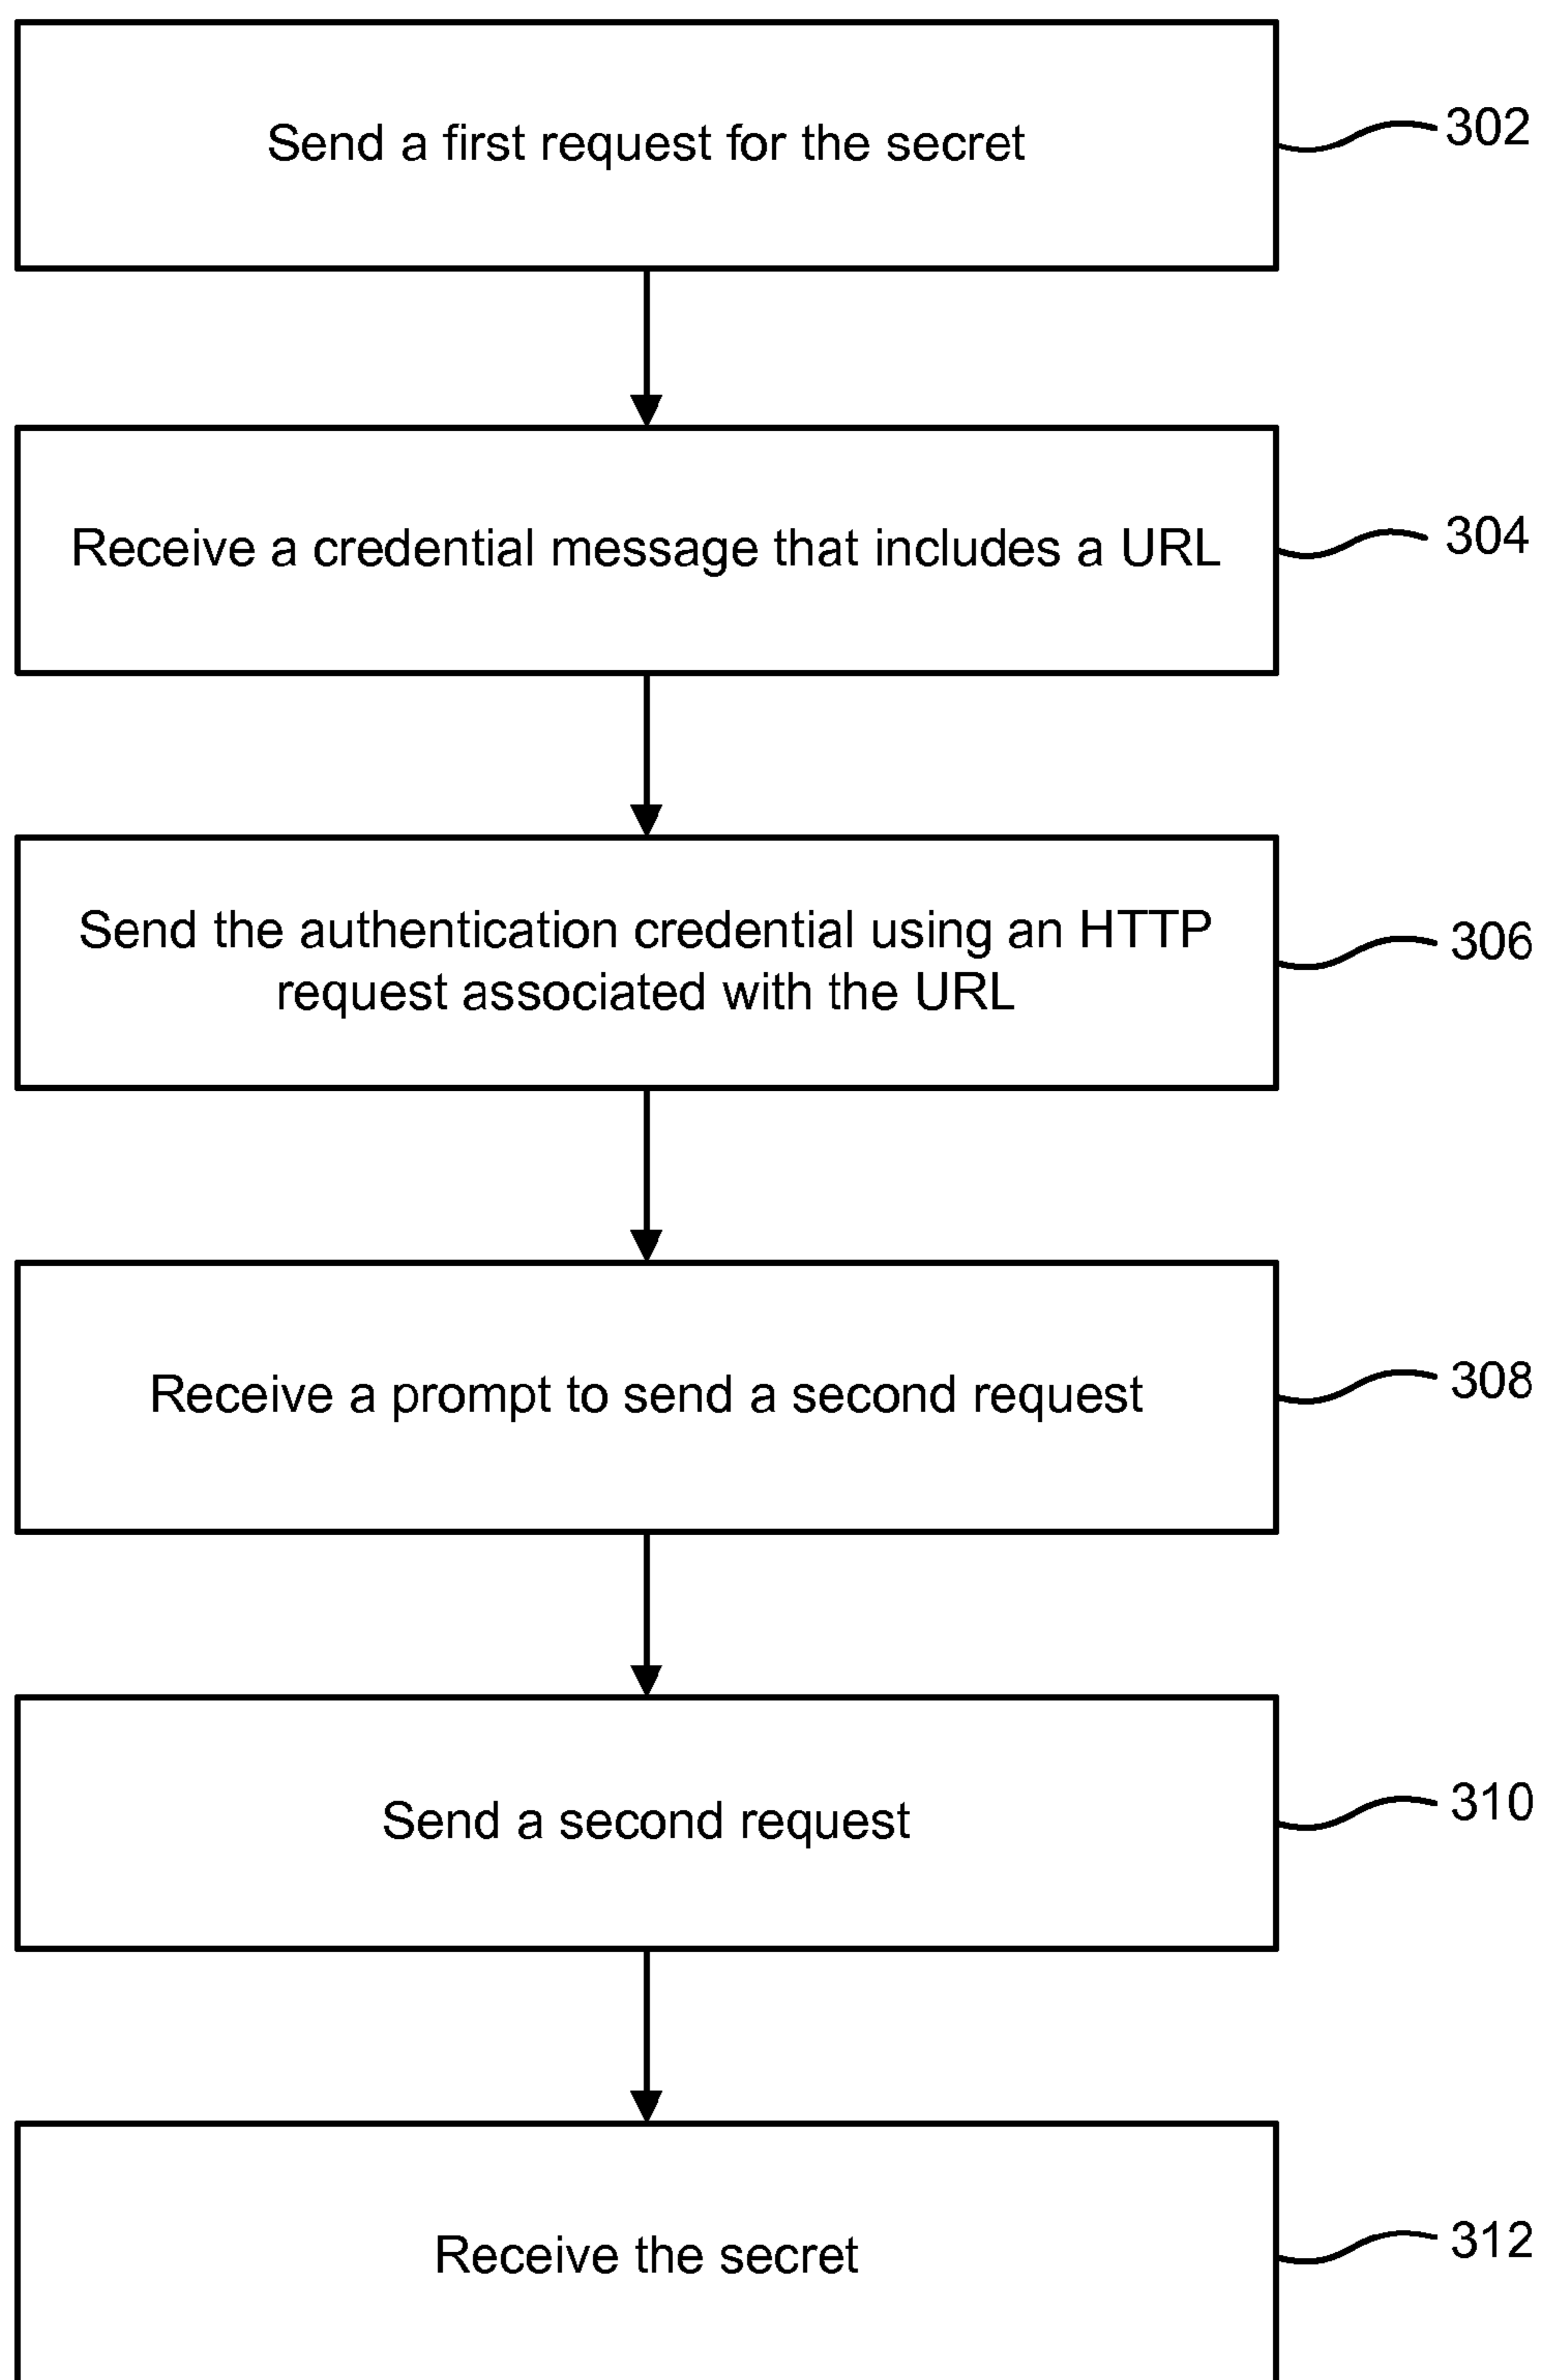 Send a first request for the secret
302
Receive a credential message that includes a URL
304
Send the authentication credential using an HTTP
request associated with the URL
306
Receive a prompt to send a second request
308
Send a second request
310
Receive the secret
312